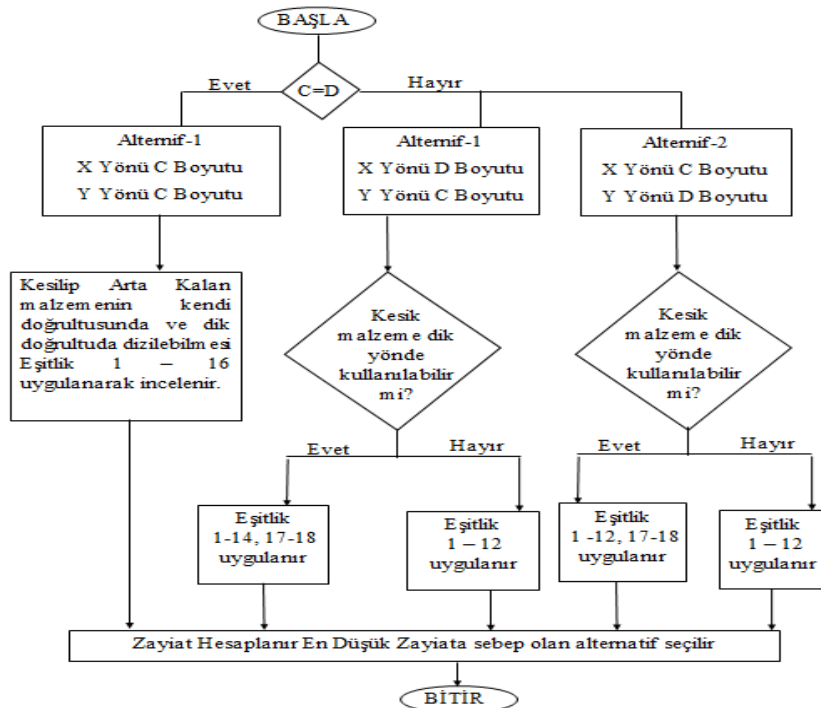 BAŞLA
Evet
C=D
Hayır
Alternif-1
X Yönü C Boyutu
Y Yönü C Boyutu
Alternif-1
X Yönü D Boyutu
Y Yönü C Boyutu
Alternif-2
X Yönü C Boyutu
Y Yönü D Boyutu
Kesilip Arta Kalan
malzemenin kendi
doğrultusunda ve dik
doğrultuda dizilebilmesi
Eşitlik 1 – 16
uygulanarak incelenir.
Kesik
malzeme dik
yönde
kullanılabilir
mi?
Kesik
malzeme dik
yönde
kullanılabilir
mi?
Evet
Hayır
Evet
Hayır
Eşitlik
1-14, 17-18
uygulanır
Eşitlik
1 – 12
uygulanır
Eşitlik
1 -12, 17-18
uygulanır
Eşitlik
1 – 12
uygulanır
Zayiat Hesaplanır En Düşük Zayiata sebep olan alternatif seçilir
BİTİR